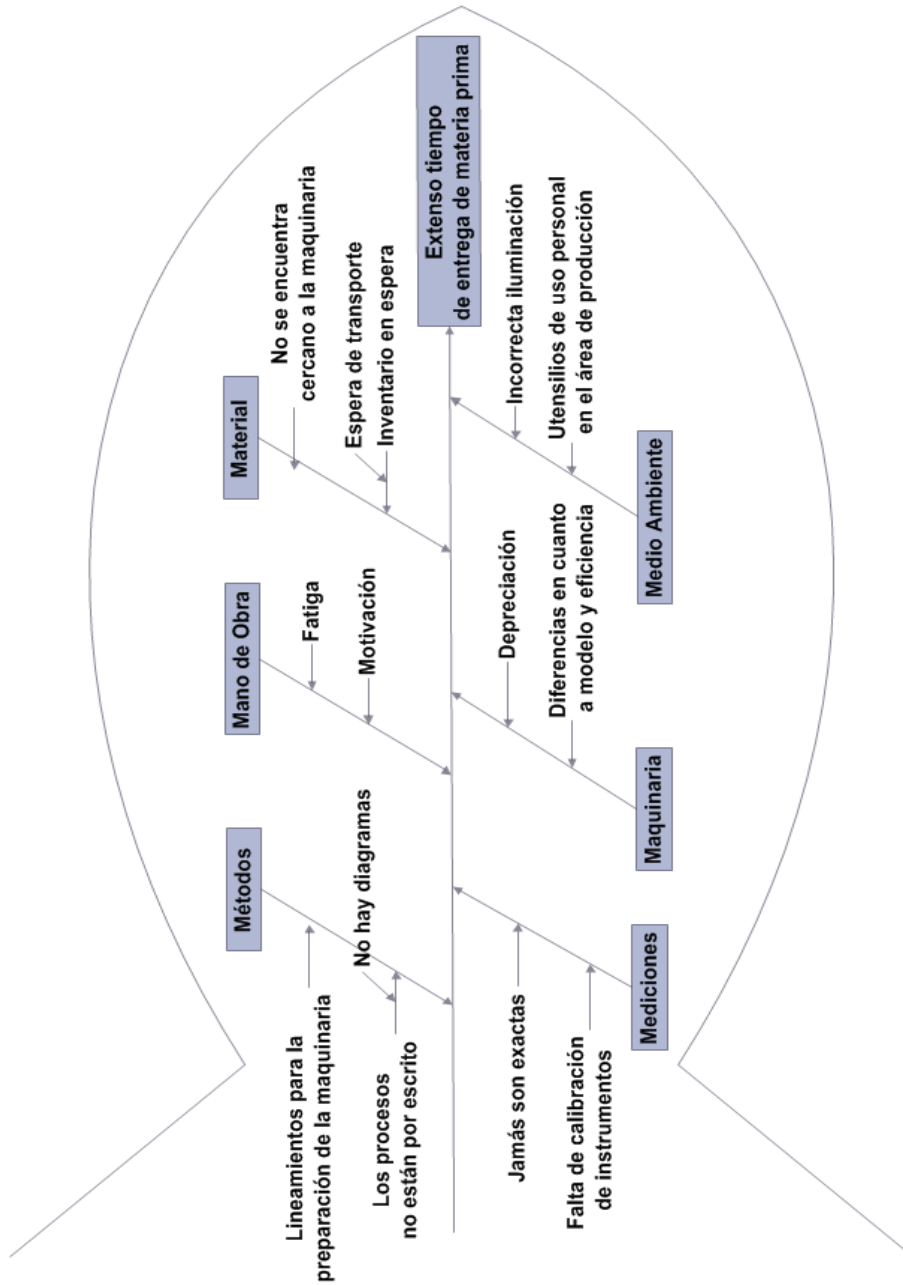 Métodos
Lineamientos para la
preparación de la maquinaria
No hay diagramas
Los procesos
no están por escrito
Mano de Obra
Fatiga
Motivación
Material
No se encuentra
cercano a la maquinaria
Espera de transporte
Inventario en espera
Extenso tiempo
de entrega de materia prima
Jamás son exactas
Falta de calibración
de instrumentos
Mediciones
Depreciación
Diferencias en cuanto
a modelo y eficiencia
Maquinaria
Incorrecta iluminación
Utensilios de uso personal
en el área de producción
Medio Ambiente